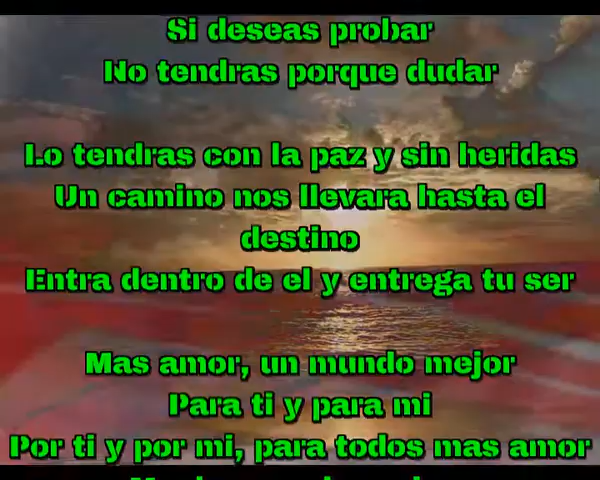 Si deseas probar
No tendras porque dudar
Lo tendras con la paz y sin heridas
Un camino nos llevara hasta el
destino
Entra dentro de el y entrega tu ser
Mas amor, un mundo mejor
Para ti y para mi
Por ti y por mi, para todos mas amor